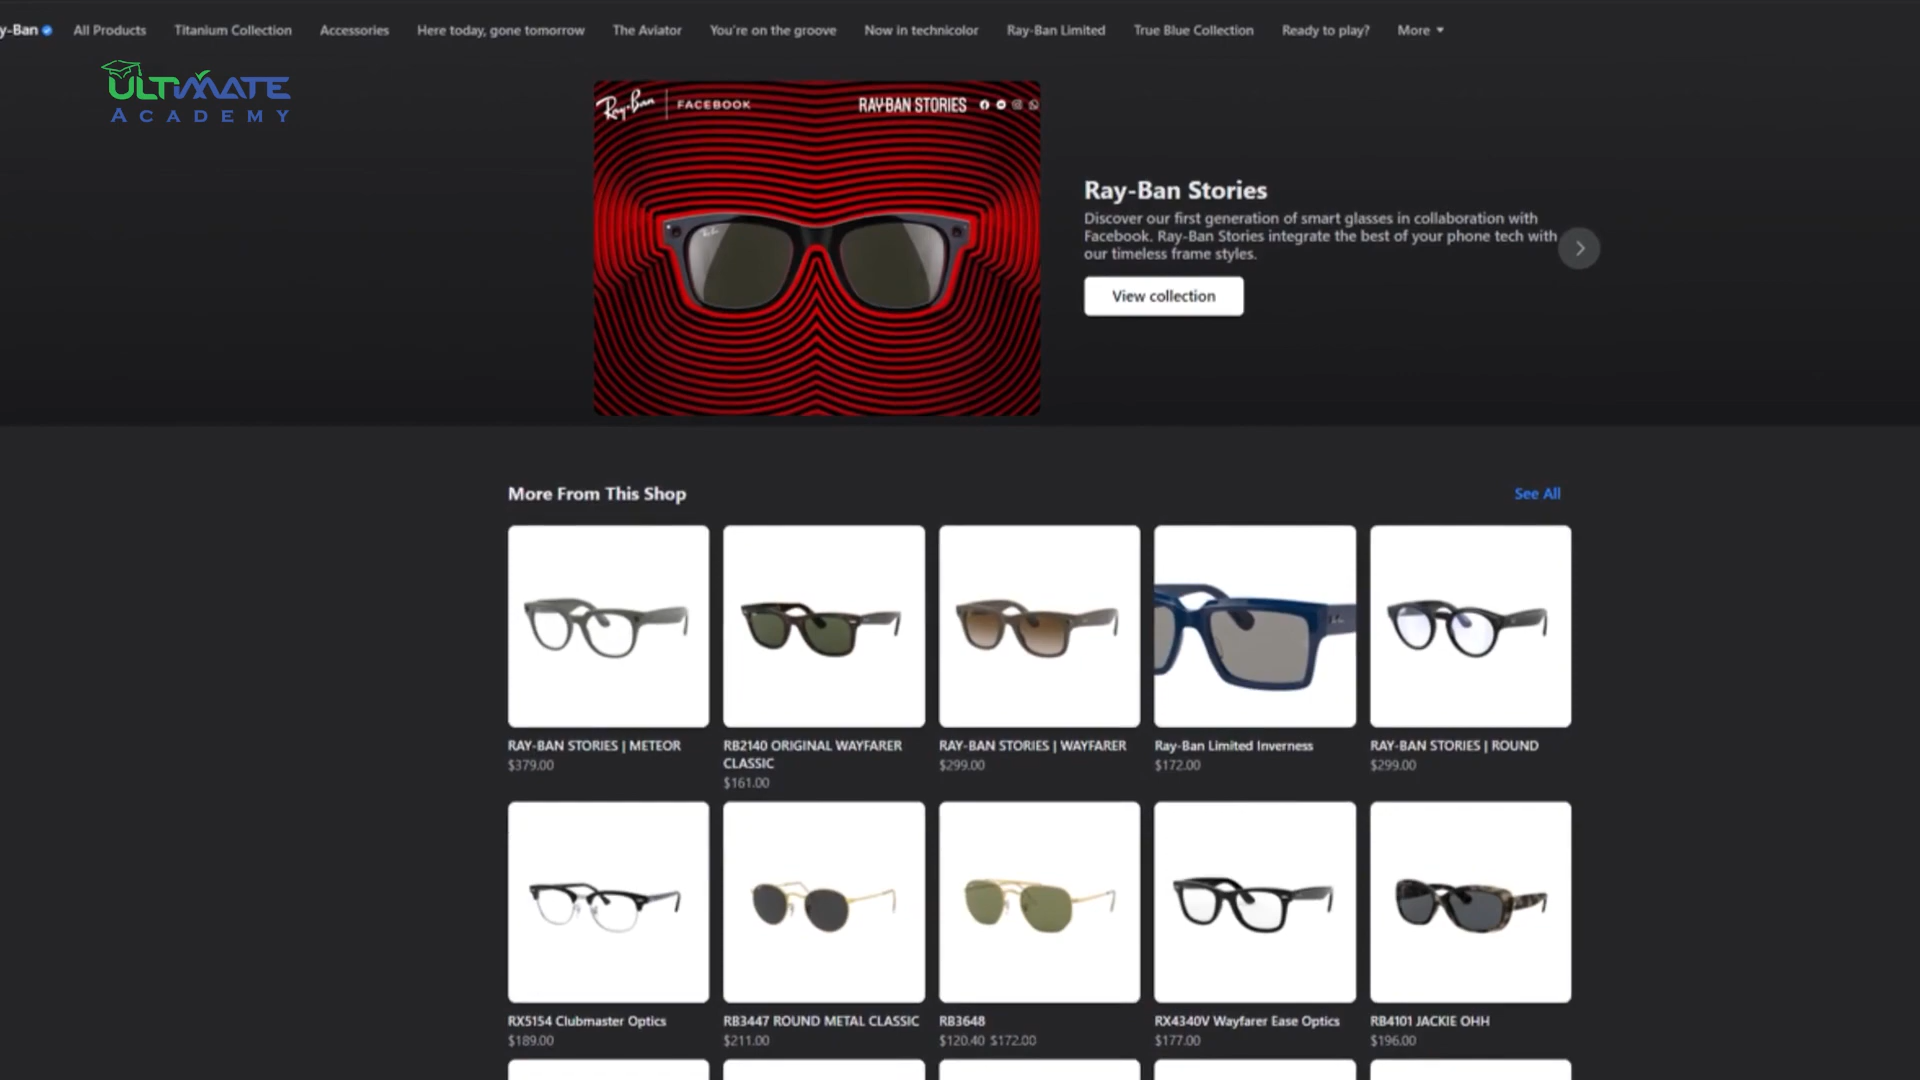 y-Ban All Products Titanium Collection Accessories Here today, gone tomorrow The Aviator You're on the groove Now in technicolor Ray-Ban Limited True Blue Collection Ready to play? More
ULTIMATE
ACADEMY
Ray-Ban FACEBOOK RAY-BAN STORIES
Ray-Ban Stories
Discover our first generation of smart glasses in collaboration with
Facebook. Ray-Ban Stories integrate the best of your phone tech with
our timeless frame styles.
View collection
More From This Shop See All
RAY-BAN STORIES | METEOR
$379.00
RB2140 ORIGINAL WAYFARER
CLASSIC
$161.00
RAY-BAN STORIES | WAYFARER
$299.00
Ray-Ban Limited Inverness
$172.00
RAY-BAN STORIES | ROUND
$299.00
RX5154 Clubmaster Optics
$189.00
RB3447 ROUND METAL CLASSIC
$211.00
RB3648
$120.40 $172.00
RX4340V Wayfarer Ease Optics
$177.00
RB4101 JACKIE OHH
$196.00